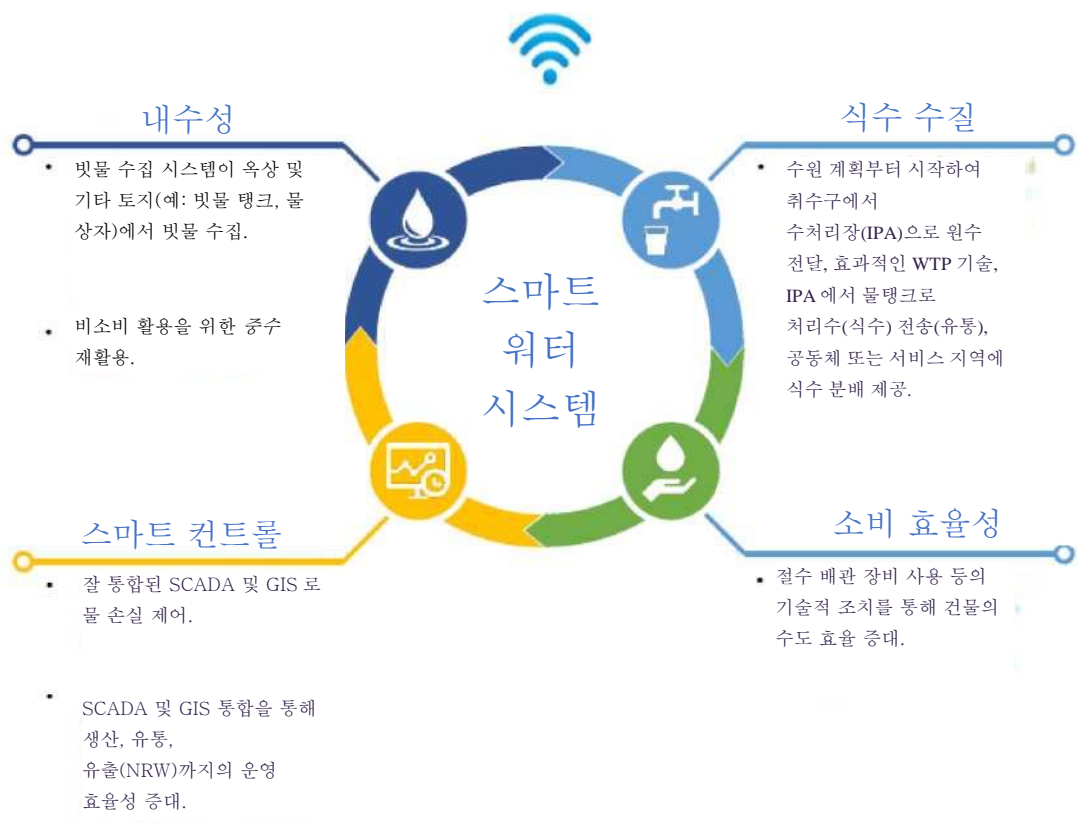 내수성
• 빗물 수집 시스템이 옥상 및
기타 토지(예: 빗물 탱크, 물
상자)에서 빗물 수집.
• 비소비 활용을 위한 중수
재활용.
식수 수질
• 수원 계획부터 시작하여
취수구에서
수처리장(IPA)으로 원수
전달, 효과적인 WTP 기술,
IPA 에서 물탱크로
처리수(식수) 전송(유통),
공동체 또는 서비스 지역에
식수 분배 제공.
스마트
워터
시스템
스마트 컨트롤
• 잘 통합된 SCADA 및 GIS 로
물 손실 제어.
• SCADA 및 GIS 통합을 통해
생산, 유통,
유출(NRW)까지의 운영
효율성 증대.
소비 효율성
• 절수 배관 장비 사용 등의
기술적 조치를 통해 건물의
수도 효율 증대.